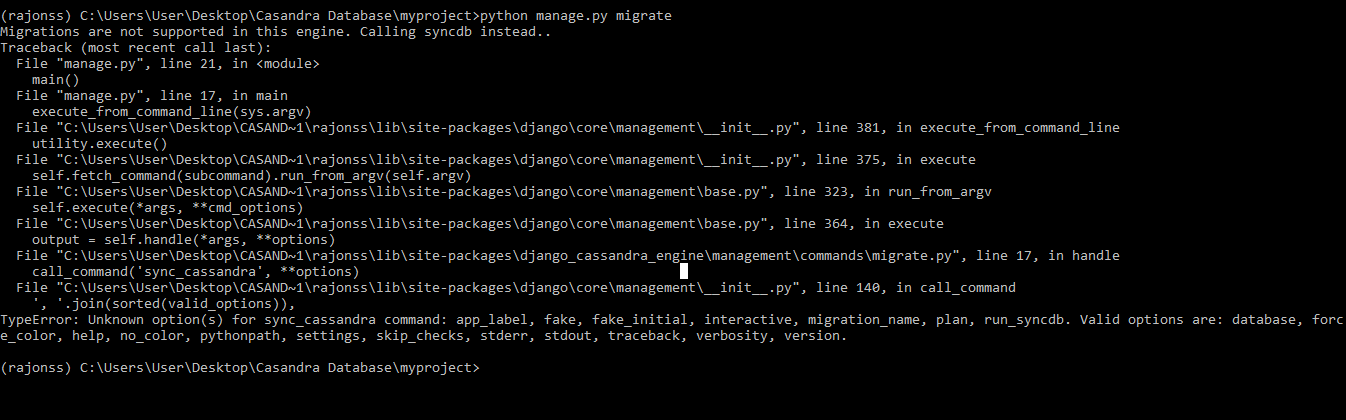 (rajonss) C:\Users\User\Desktop\Casandra Database\myproject>python manage.py migrate
Migrations are not supported in this engine. Calling syncdb instead..
Traceback (most recent call last):
  File "manage.py", line 21, in <module>
    main()
  File "manage.py", line 17, in main
    execute_from_command_line(sys.argv)
  File "C:\Users\User\Desktop\CASAND~1\rajonss\lib\site-packages\django\core\management\__init__.py", line 381, in execute_from_command_line
    utility.execute()
  File "C:\Users\User\Desktop\CASAND~1\rajonss\lib\site-packages\django\core\management\__init__.py", line 375, in execute
    self.fetch_command(subcommand).run_from_argv(self.argv)
  File "C:\Users\User\Desktop\CASAND~1\rajonss\lib\site-packages\django\core\management\base.py", line 323, in run_from_argv
    self.execute(*args, **cmd_options)
  File "C:\Users\User\Desktop\CASAND~1\rajonss\lib\site-packages\django\core\management\base.py", line 364, in execute
    output = self.handle(*args, **options)
  File "C:\Users\User\Desktop\CASAND~1\rajonss\lib\site-packages\django_cassandra_engine\management\commands\migrate.py", line 17, in handle
    call_command('sync_cassandra', **options)
  File "C:\Users\User\Desktop\CASAND~1\rajonss\lib\site-packages\django\core\management\__init__.py", line 140, in call_command
    ', '.join(sorted(valid_options)),
TypeError: Unknown option(s) for sync_cassandra command: app_label, fake, fake_initial, interactive, migration_name, plan, run_syncdb. Valid options are: database, forc
e_color, help, no_color, pythonpath, settings, skip_checks, stderr, stdout, traceback, verbosity, version.
(rajonss) C:\Users\User\Desktop\Casandra Database\myproject>